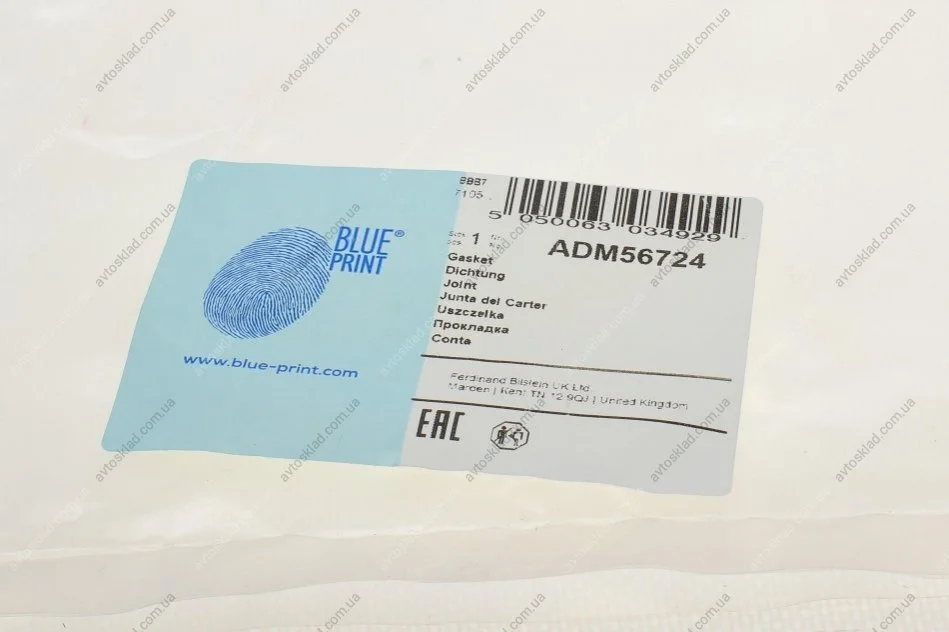 BLUE®
PRINT
www.blue-print.com
8BB7
7105
5 050063 034929
1
ADM56724
Gasket
Dichtung
Joint
Junta del Carter
Uszczelka
Прокладка
Conta
Ferdinand Bilstein UK Ltd.
Marden | Kent TN 12 9QJ | United Kingdom
EAC
avtosklad.com.ua